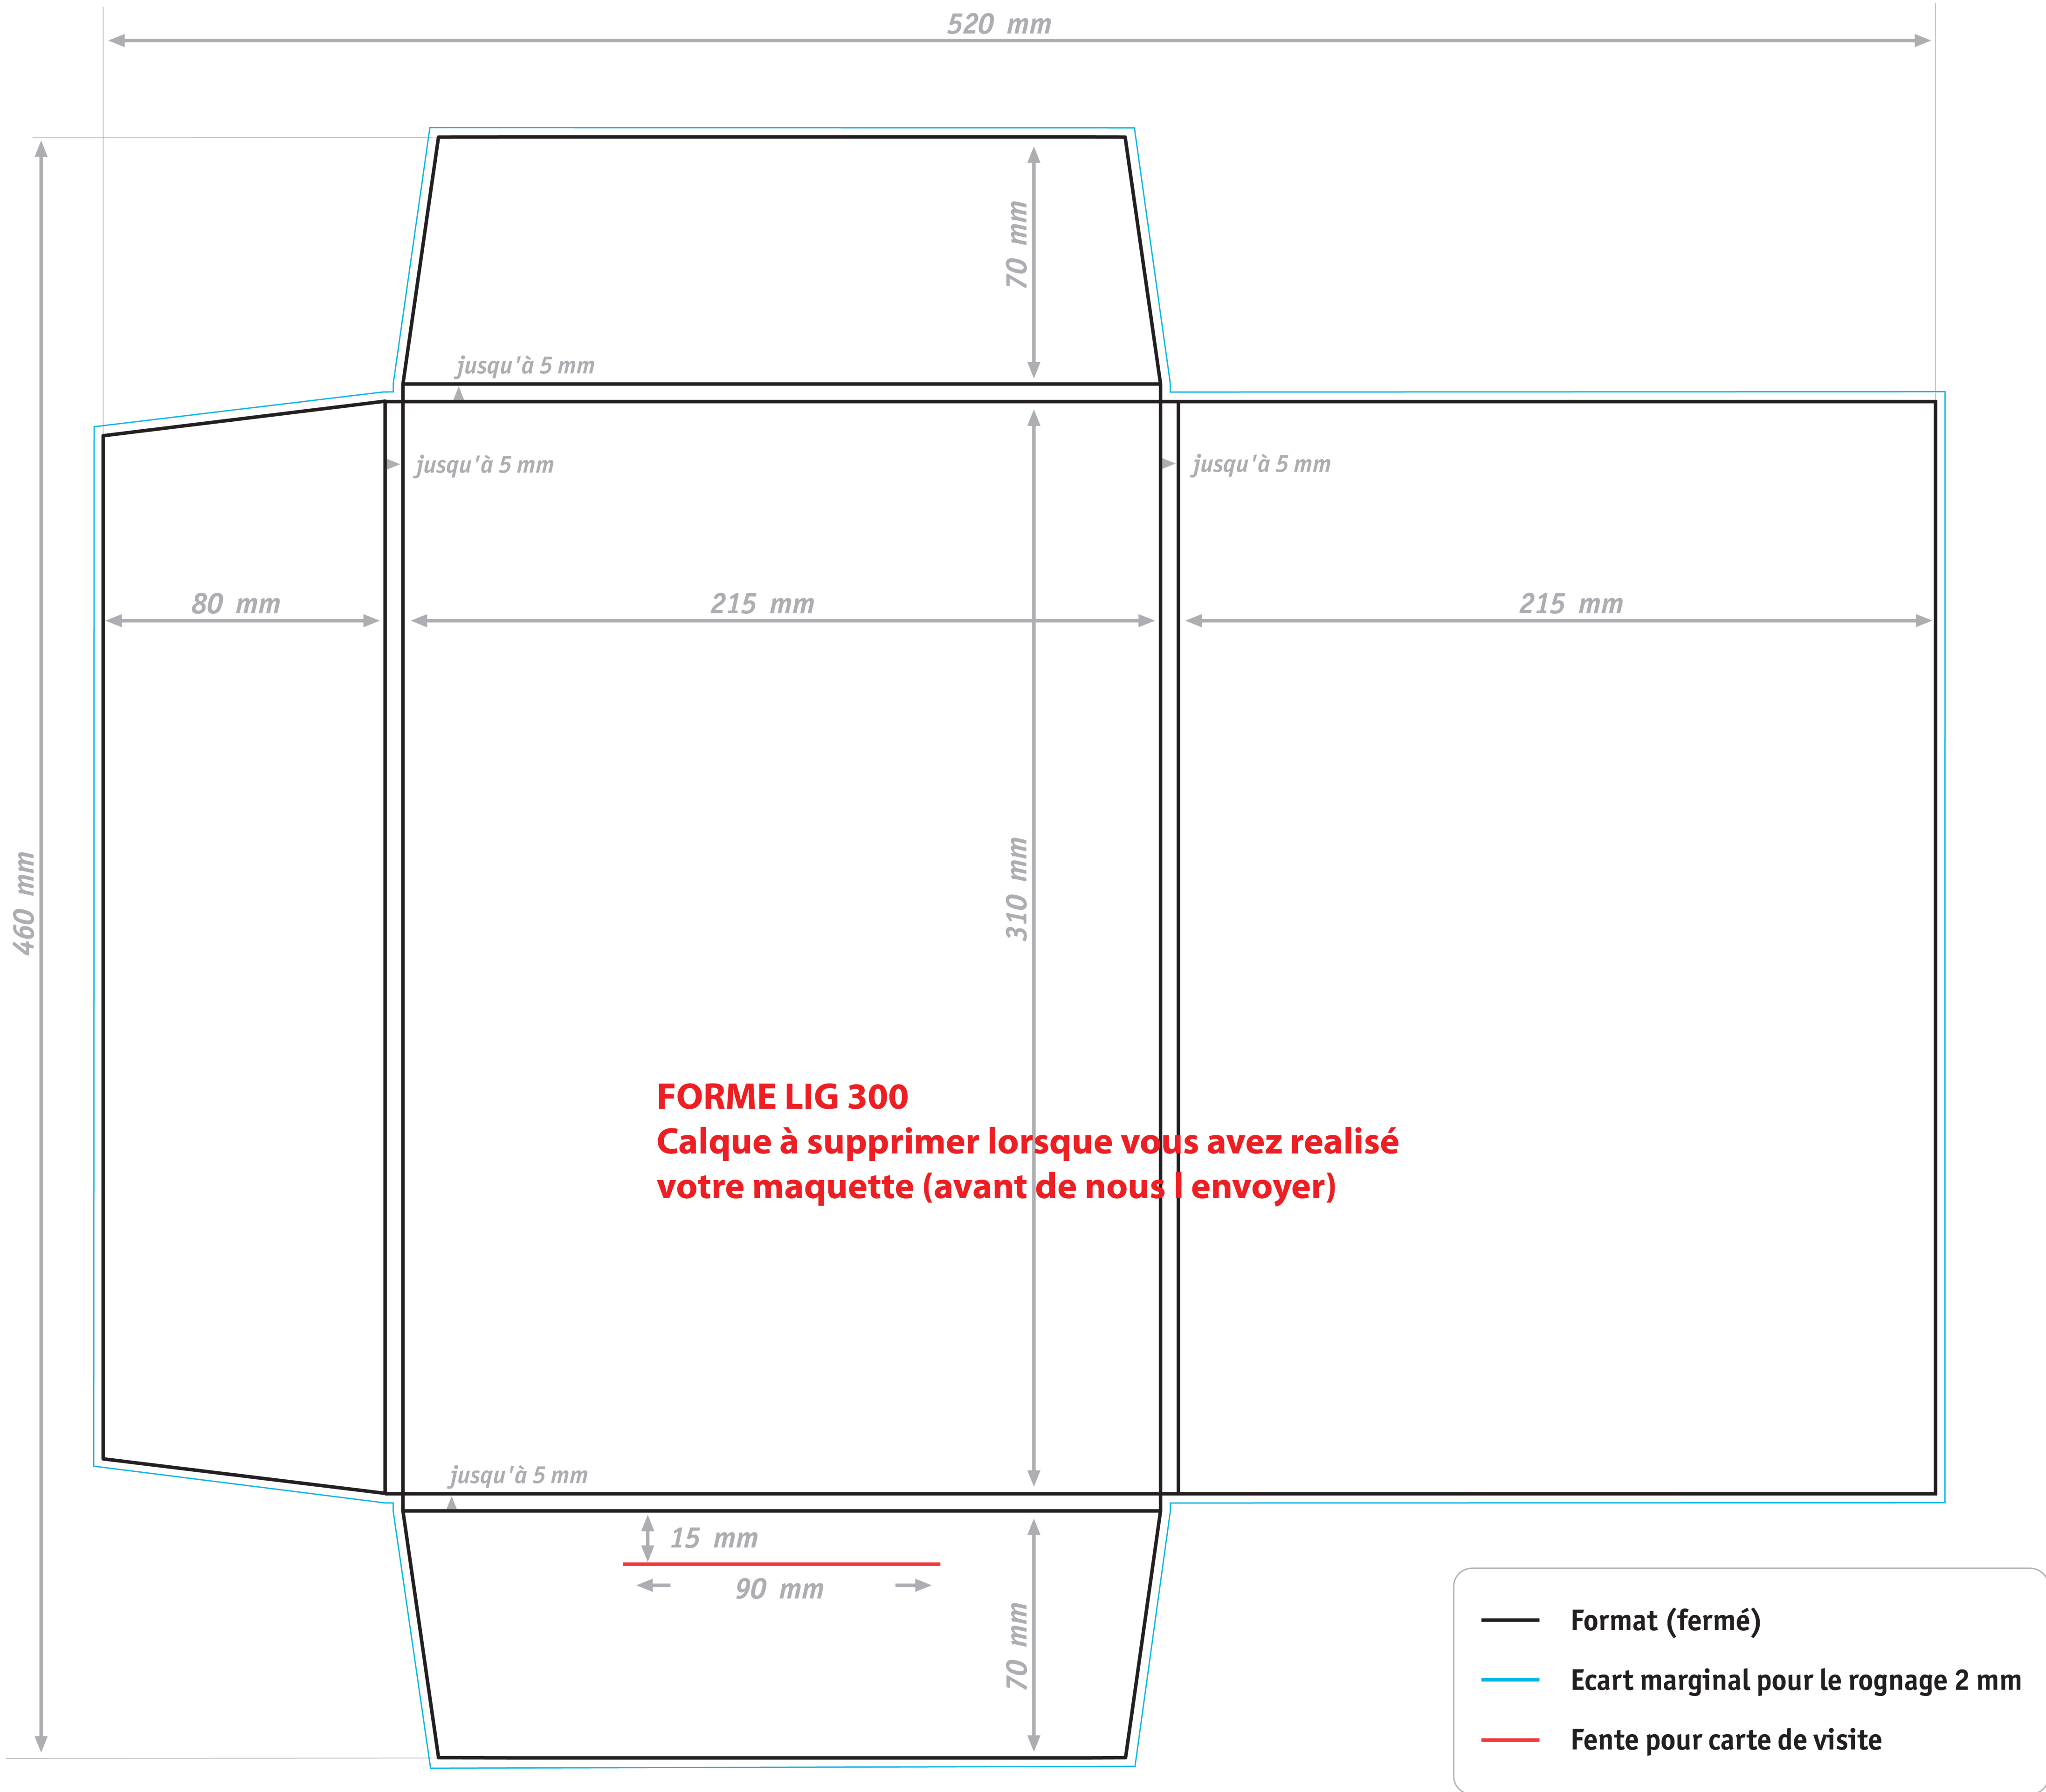 520 mm
70 mm
jusqu'à 5 mm
jusqu'à 5 mm
jusqu'à 5 mm
80 mm
215 mm
215 mm
460 mm
310 mm
FORME LIG 300
Calque à supprimer lorsque vous avez realisé
votre maquette (avant de nous l envoyer)
jusqu'à 5 mm
15 mm
90 mm
70 mm
Format (fermé)
Ecart marginal pour le rognage 2 mm
Fente pour carte de visite